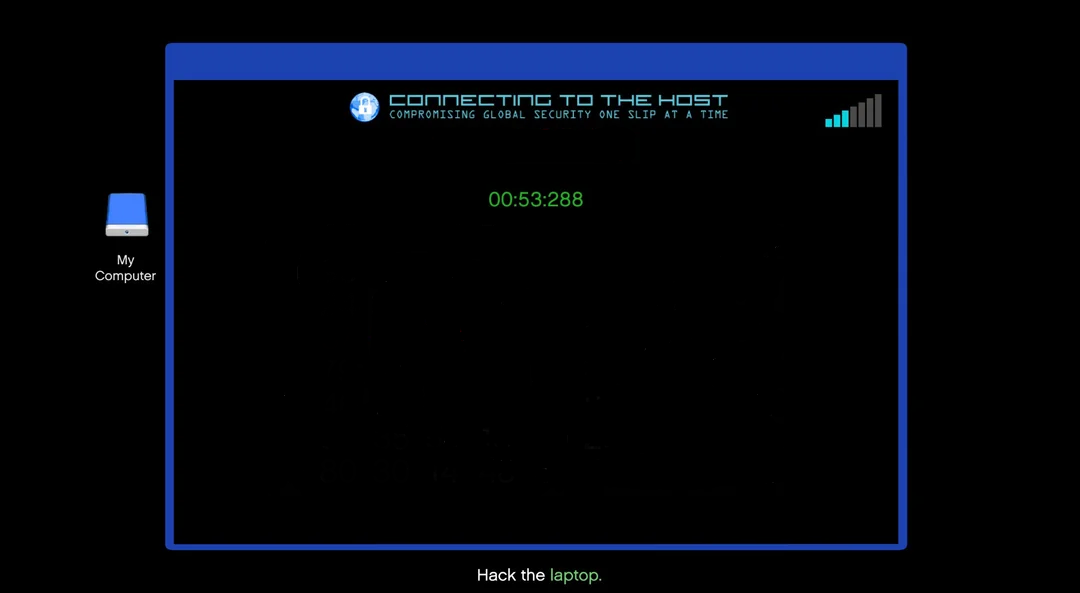 CONNECTING TO THE HOST
COMPROMISING GLOBAL SECURITY ONE SLIP AT A TIME
00:53:288
My
Computer
Hack the laptop.